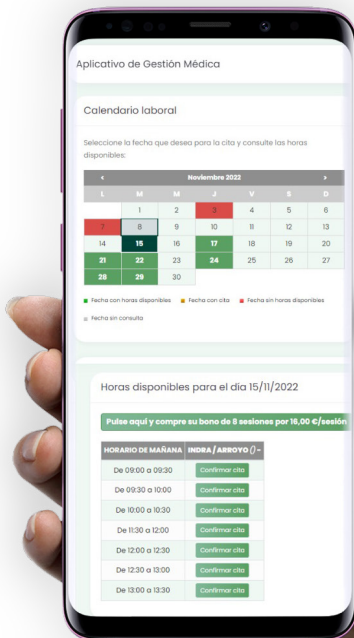 Aplicativo de Gestión Médica
Calendario laboral
Seleccione la fecha que desea para la cita y consulte las horas
disponibles:
< Noviembre 2022 >
L M M J V S D
1 2 3 4 5 6
7 8 9 10 11 12 13
14 15 16 17 18 19 20
21 22 23 24 25 26 27
28 29 30
Fecha con horas disponibles Fecha con cita Fecha sin horas disponibles
Fecha sin consulta
Horas disponibles para el día 15/11/2022
Pulse aquí y compre su bono de 8 sesiones por 16,00 €/sesión
HORARIO DE MAÑANA INDRA / ARROYO () -
De 09:00 a 09:30 Confirmar cita
De 09:30 a 10:00 Confirmar cita
De 10:00 a 10:30 Confirmar cita
De 11:30 a 12:00 Confirmar cita
De 12:00 a 12:30 Confirmar cita
De 12:30 a 13:00 Confirmar cita
De 13:00 a 13:30 Confirmar cita